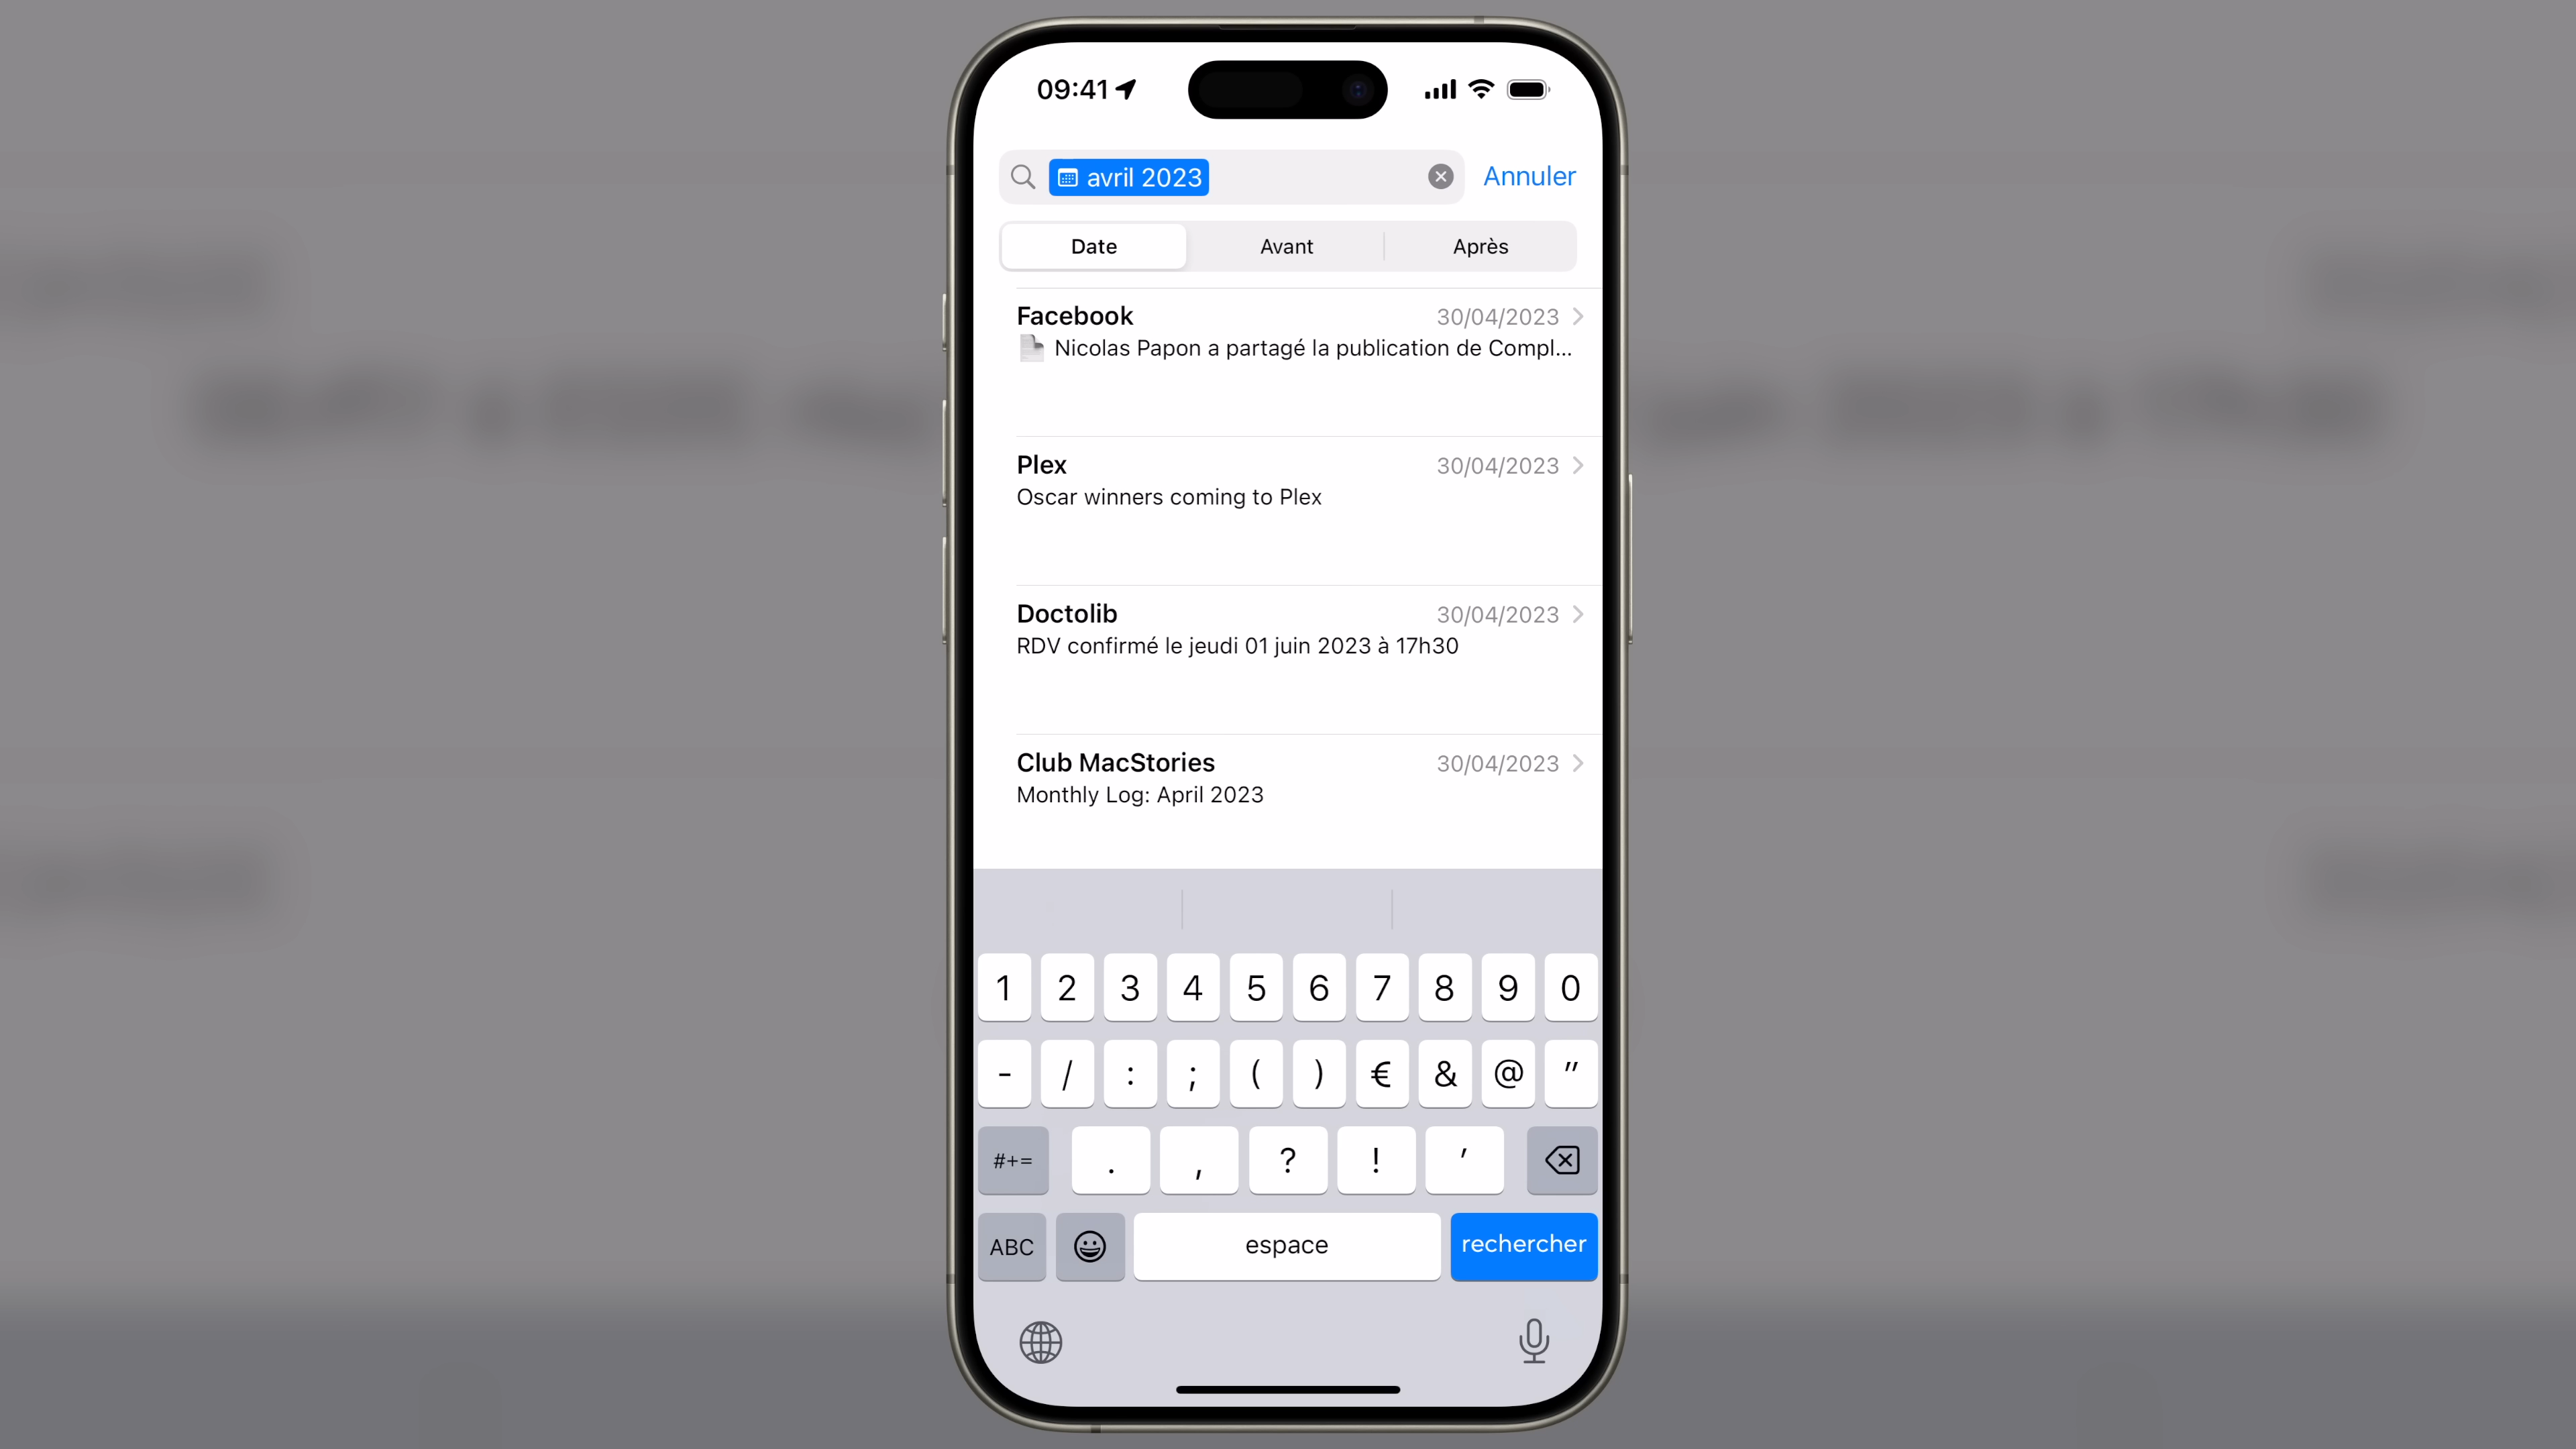 09:41
avril 2023
Annuler
Date Avant Après
Facebook 30/04/2023
Nicolas Papon a partagé la publication de Compl...
Plex 30/04/2023
Oscar winners coming to Plex
Doctolib 30/04/2023
RDV confirmé le jeudi 01 juin 2023 à 17h30
Club MacStories 30/04/2023
Monthly Log: April 2023
1 2 3 4 5 6 7 8 9 0
- / : ; ( ) € & @ "
#+= . , ? ! '
ABC espace rechercher